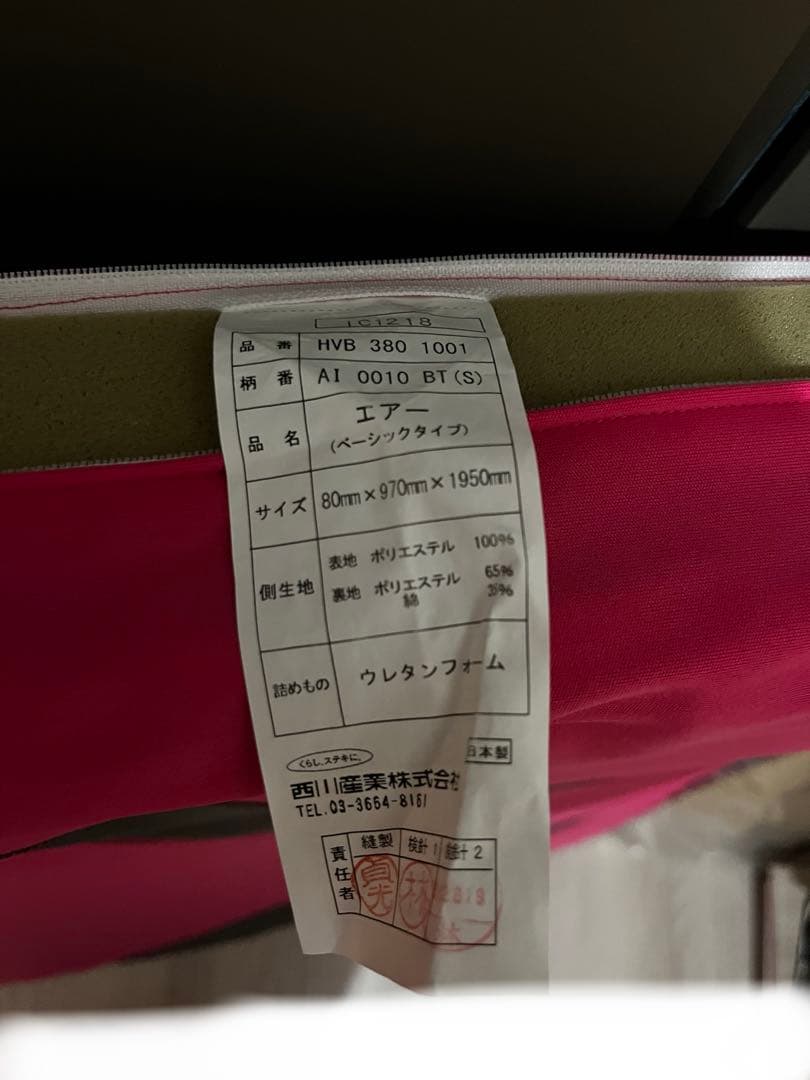 IC1218
品番 HVB 380 1001
柄番 AI 0010 BT(S)
品名 エアー
(ベーシックタイプ)
サイズ 80mm×970mm×1950mm
側生地 表地 ポリエステル 100%
裏地 ポリエステル 65%
綿 35%
詰めもの ウレタンフォーム
日本製
くらし、ステキに。
西川産業株式会社
TEL.03-3664-8161
責任者 縫製 検針1 検針2
林